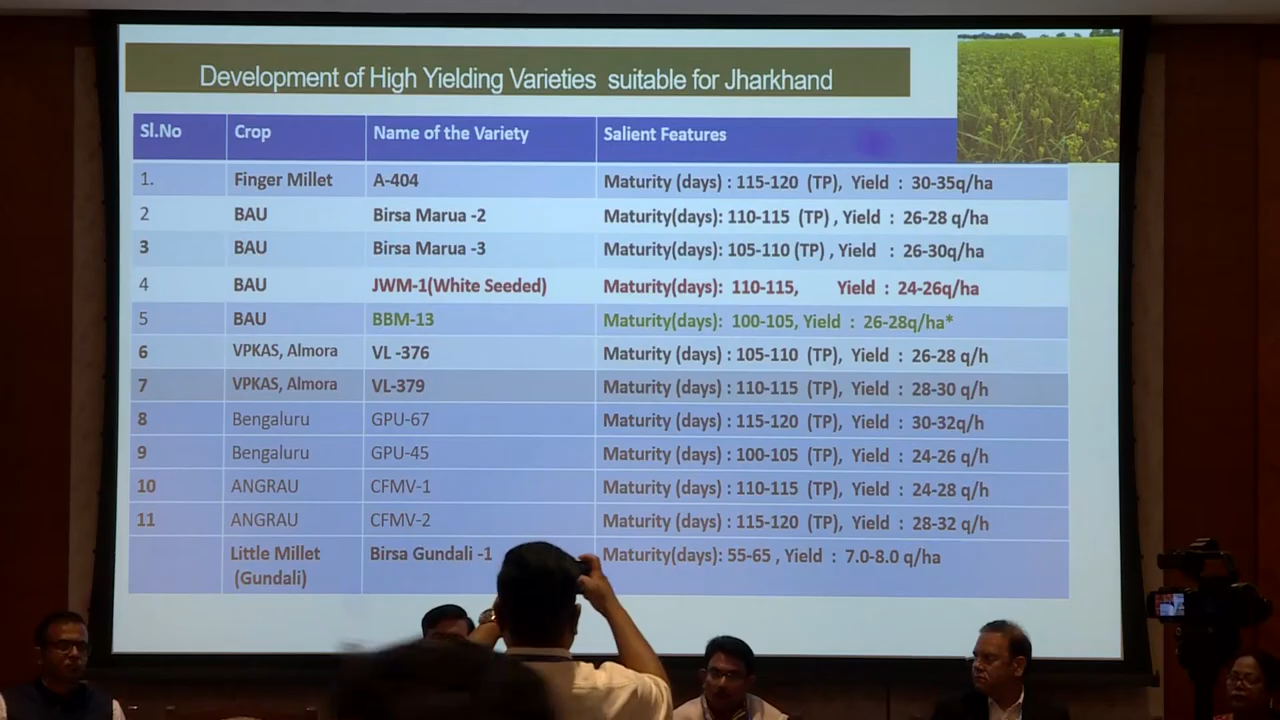 Development of High Yielding Varieties suitable for Jharkhand
Sl.No Crop Name of the Variety Salient Features
1. Finger Millet A-404 Maturity (days) : 115-120 (TP), Yield : 30-35q/ha
2 BAU Birsa Marua -2 Maturity(days): 110-115 (TP) , Yield : 26-28 q/ha
3 BAU Birsa Marua -3 Maturity(days): 105-110 (TP) , Yield : 26-30q/ha
4 BAU JWM-1(White Seeded) Maturity(days): 110-115, Yield : 24-26q/ha
5 BAU BBM-13 Maturity(days): 100-105, Yield : 26-28q/ha*
6 VPKAS, Almora VL -376 Maturity (days) : 105-110 (TP), Yield : 26-28 q/h
7 VPKAS, Almora VL-379 Maturity (days) : 110-115 (TP), Yield : 28-30 q/h
8 Bengaluru GPU-67 Maturity (days) : 115-120 (TP), Yield : 30-32q/h
9 Bengaluru GPU-45 Maturity (days) : 100-105 (TP), Yield : 24-26 q/h
10 ANGRAU CFMV-1 Maturity (days) : 110-115 (TP), Yield : 24-28 q/h
11 ANGRAU CFMV-2 Maturity (days) : 115-120 (TP), Yield : 28-32 q/h
Little Millet Birsa Gundali -1 Maturity(days): 55-65 , Yield : 7.0-8.0 q/ha
(Gundali)